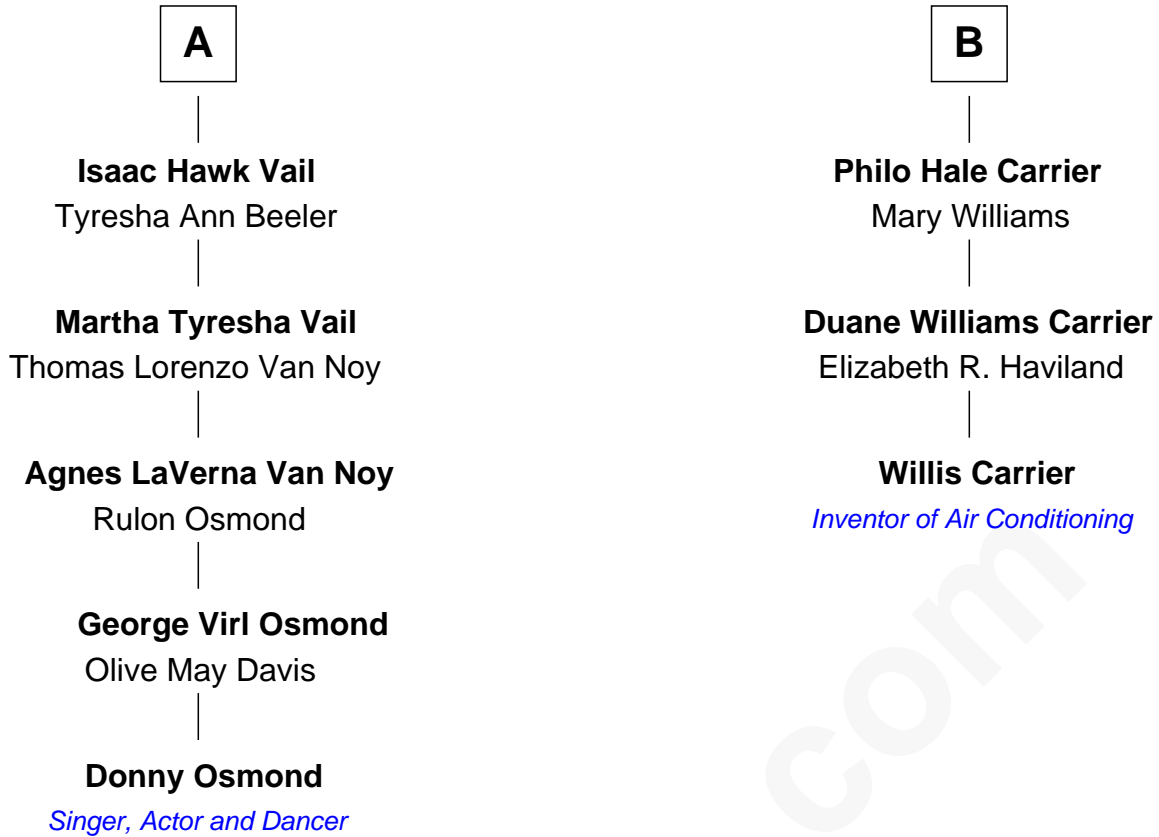 A
Isaac Hawk Vail
Tyresha Ann Beeler
Martha Tyresha Vail
Thomas Lorenzo Van Noy
Agnes LaVerna Van Noy
Rulon Osmond
George Virl Osmond
Olive May Davis
Donny Osmond
Singer, Actor and Dancer
B
Philo Hale Carrier
Mary Williams
Duane Williams Carrier
Elizabeth R. Haviland
Willis Carrier
Inventor of Air Conditioning
com